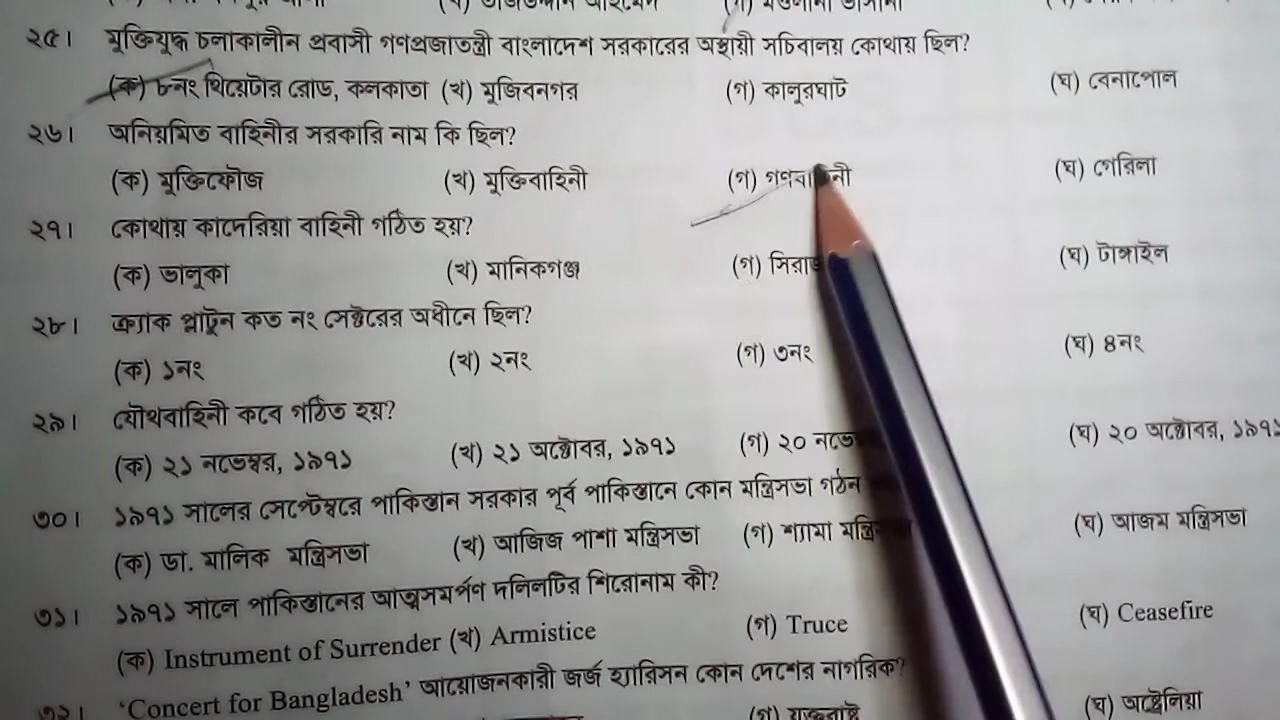 ২৫। মুক্তিযুদ্ধ চলাকালীন প্রবাসী গণপ্রজাতন্ত্রী বাংলাদেশ সরকারের অস্থায়ী সচিবালয় কোথায় ছিল?
(ক) ৮নং থিয়েটার রোড, কলকাতা (খ) মুজিবনগর (গ) কালুরঘাট (ঘ) বেনাপোল
২৬। অনিয়মিত বাহিনীর সরকারি নাম কি ছিল?
(ক) মুক্তিফৌজ (খ) মুক্তিবাহিনী (গ) গণবাহিনী (ঘ) গেরিলা
২৭। কোথায় কাদেরিয়া বাহিনী গঠিত হয়?
(ক) ভালুকা (খ) মানিকগঞ্জ (গ) (ঘ) টাঙ্গাইল
২৮। ক্র্যাক প্লাটুন কত নং সেক্টরের অধীনে ছিল?
(ক) ১নং (খ) ২নং (গ) ৩নং (ঘ) ৪নং
২৯। যৌথবাহিনী কবে গঠিত হয়?
(ক) ২১ নভেম্বর, ১৯৭১ (খ) ২১ অক্টোবর, ১৯৭১ (গ) ২০ (ঘ) ২০ অক্টোবর, ১৯৭১
৩০। ১৯৭১ সালের সেপ্টেম্বরে পাকিস্তান সরকার পূর্ব পাকিস্তানে কোন মন্ত্রিসভা গঠন
(ক) ডা. মালিক মন্ত্রিসভা (খ) আজিজ পাশা মন্ত্রিসভা (গ) শ্যামা মন্ত্রিসভা (ঘ) আজম মন্ত্রিসভা
৩১। ১৯৭১ সালে পাকিস্তানের আত্মসমর্পণ দলিলটির শিরোনাম কী?
(ক) Instrument of Surrender (খ) Armistice (গ) Truce (ঘ) Ceasefire
৩২। ‘Concert for Bangladesh’ আয়োজনকারী জর্জ হ্যারিসন কোন দেশের নাগরিক?
(গ) যুক্তরাষ্ট্র (ঘ) অস্ট্রেলিয়া